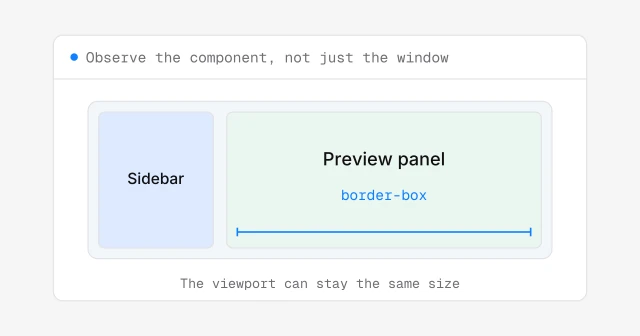 Observe the component, not just the window
Sidebar
Preview panel
border-box
The viewport can stay the same size